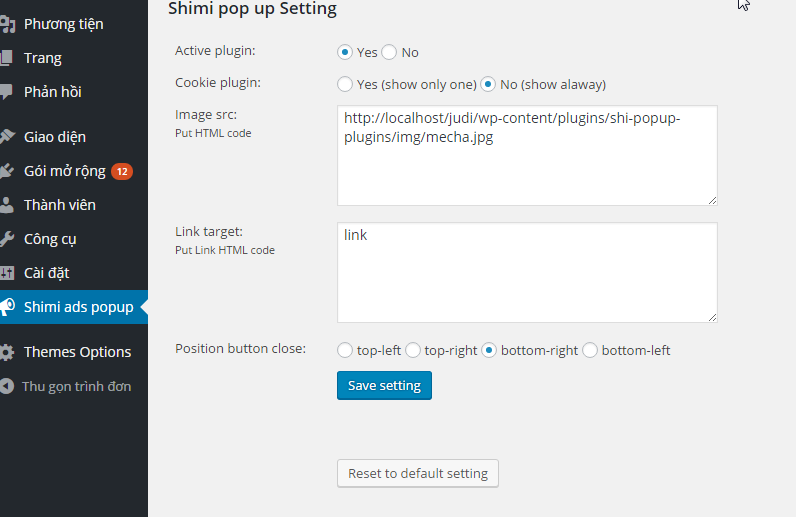 Phương tiện
Trang
Phản hồi
Giao diện
Gói mở rộng 12
Thành viên
Công cụ
Cài đặt
Shimi ads popup
Themes Options
Thu gọn trình đơn
Shimi pop up Setting
Active plugin:
Yes No
Cookie plugin:
Yes (show only one) No (show alaway)
Image src:
Put HTML code
http://localhost/judi/wp-content/plugins/shi-popup-
plugins/img/mecha.jpg
Link target:
Put Link HTML code
link
Position button close:
top-left top-right bottom-right bottom-left
Save setting
Reset to default setting